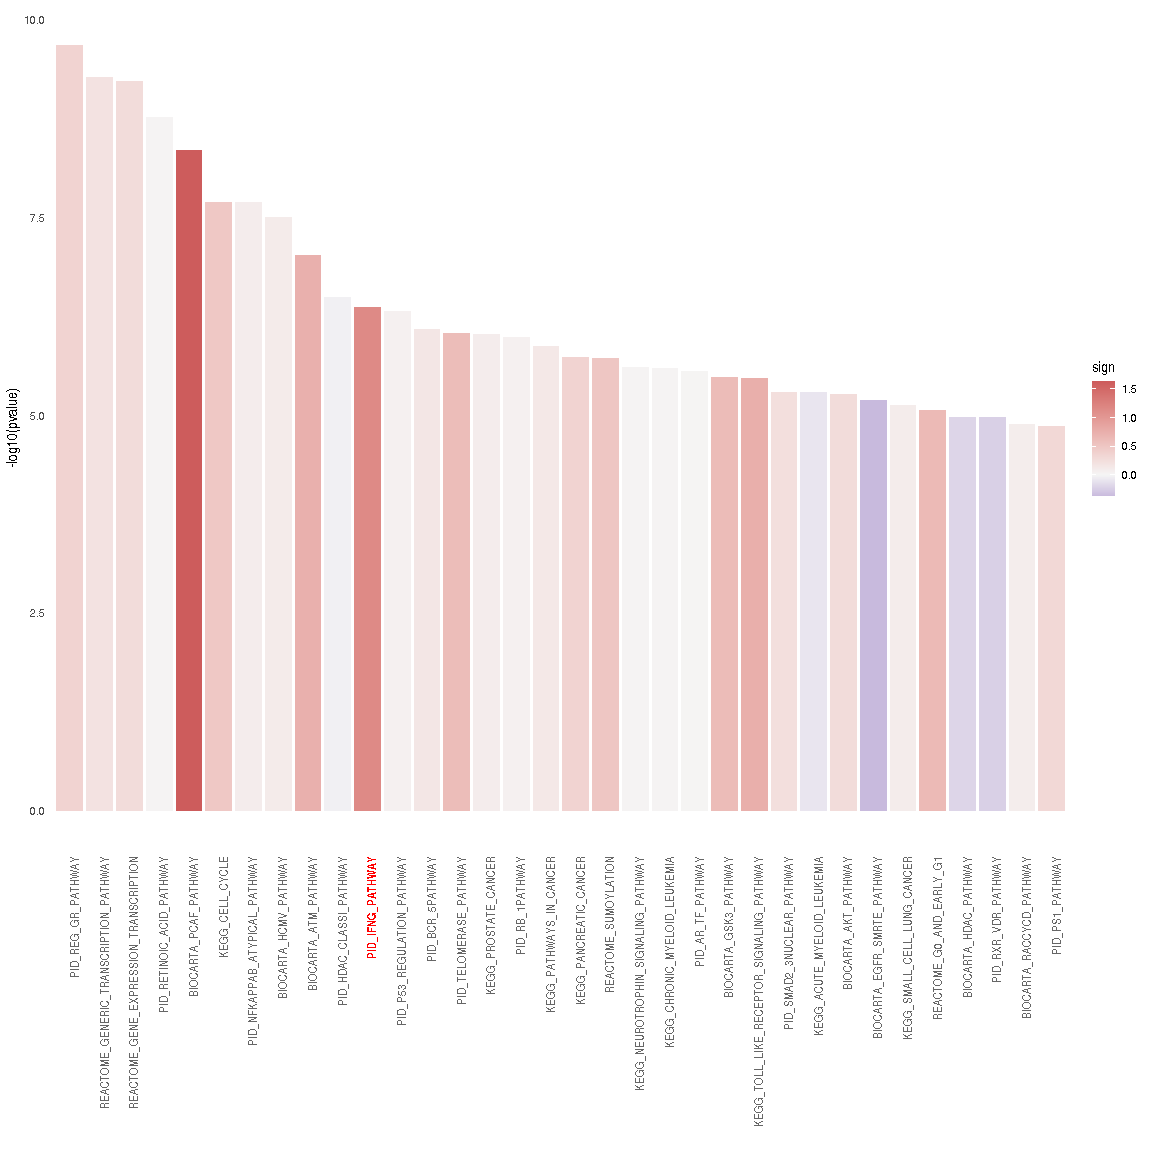 10.0
7.5
5.0
2.5
0.0
-log10(pvalue)
sign
1.5
1.0
0.5
0.0
PID_REG_GR_PATHWAY
REACTOME_GENERIC_TRANSCRIPTION_PATHWAY
REACTOME_GENE_EXPRESSION_TRANSCRIPTION
PID_RETINOIC_ACID_PATHWAY
BIOCARTA_PCAF_PATHWAY
KEGG_CELL_CYCLE
PID_NFKAPPAB_ATYPICAL_PATHWAY
BIOCARTA_HCMV_PATHWAY
BIOCARTA_ATM_PATHWAY
PID_HDAC_CLASSI_PATHWAY
PID_IFNG_PATHWAY
PID_P53_REGULATION_PATHWAY
PID_BCR_5PATHWAY
PID_TELOMERASE_PATHWAY
KEGG_PROSTATE_CANCER
PID_RB_1PATHWAY
KEGG_PATHWAYS_IN_CANCER
KEGG_PANCREATIC_CANCER
REACTOME_SUMOYLATION
KEGG_NEUROTROPHIN_SIGNALING_PATHWAY
KEGG_CHRONIC_MYELOID_LEUKEMIA
PID_AR_TF_PATHWAY
BIOCARTA_GSK3_PATHWAY
KEGG_TOLL_LIKE_RECEPTOR_SIGNALING_PATHWAY
PID_SMAD2_3NUCLEAR_PATHWAY
KEGG_ACUTE_MYELOID_LEUKEMIA
BIOCARTA_AKT_PATHWAY
BIOCARTA_EGFR_SMRTE_PATHWAY
KEGG_SMALL_CELL_LUNG_CANCER
REACTOME_G0_AND_EARLY_G1
BIOCARTA_HDAC_PATHWAY
PID_RXR_VDR_PATHWAY
BIOCARTA_RACCYCD_PATHWAY
PID_PS1_PATHWAY